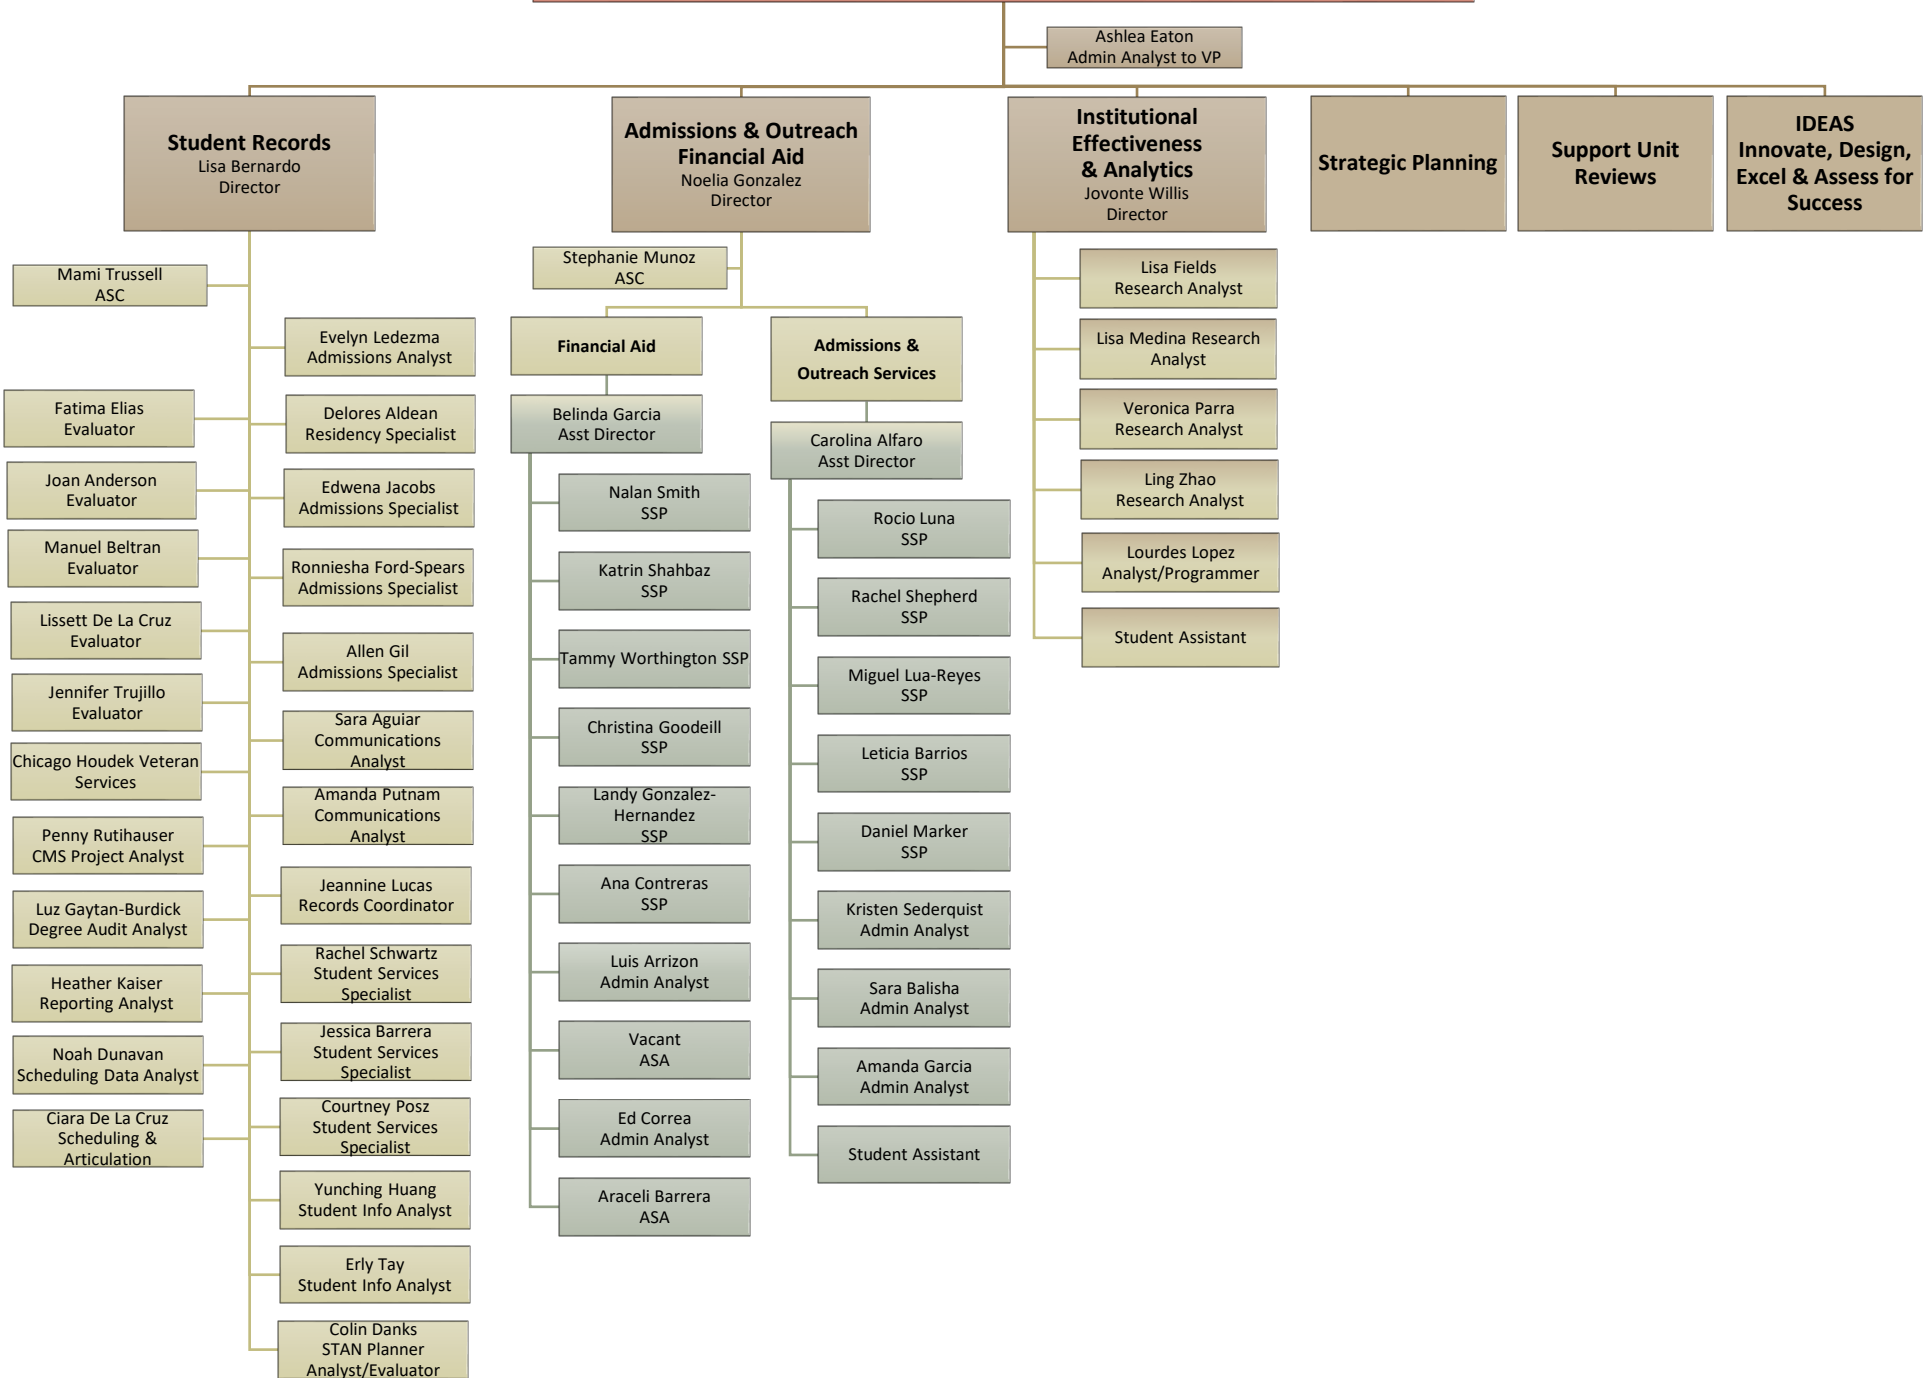 Ashlea Eaton
Admin Analyst to VP
Student Records
Lisa Bernardo
Director
Admissions & Outreach
Financial Aid
Noelia Gonzalez
Director
Institutional
Effectiveness
& Analytics
Jovonte Willis
Director
Strategic Planning
Support Unit
Reviews
IDEAS
Innovate, Design,
Excel & Assess for
Success
Mami Trussell
ASC
Evelyn Ledezma
Admissions Analyst
Fatima Elias
Evaluator
Delores Aldean
Residency Specialist
Joan Anderson
Evaluator
Edwena Jacobs
Admissions Specialist
Manuel Beltran
Evaluator
Ronniesha Ford-Spears
Admissions Specialist
Lissett De La Cruz
Evaluator
Allen Gil
Admissions Specialist
Jennifer Trujillo
Evaluator
Sara Aguiar
Communications
Analyst
Chicago Houdek Veteran
Services
Amanda Putnam
Communications
Analyst
Penny Rutihauser
CMS Project Analyst
Jeannine Lucas
Records Coordinator
Luz Gaytan-Burdick
Degree Audit Analyst
Rachel Schwartz
Student Services
Specialist
Heather Kaiser
Reporting Analyst
Jessica Barrera
Student Services
Specialist
Noah Dunavan
Scheduling Data Analyst
Courtney Posz
Student Services
Specialist
Ciara De La Cruz
Scheduling &
Articulation
Yunching Huang
Student Info Analyst
Erly Tay
Student Info Analyst
Colin Danks
STAN Planner
Analyst/Evaluator
Stephanie Munoz
ASC
Financial Aid
Belinda Garcia
Asst Director
Nalan Smith
SSP
Katrin Shahbaz
SSP
Tammy Worthington SSP
Christina Goodeill
SSP
Landy Gonzalez-
Hernandez
SSP
Ana Contreras
SSP
Luis Arrizon
Admin Analyst
Vacant
ASA
Ed Correa
Admin Analyst
Araceli Barrera
ASA
Admissions &
Outreach Services
Carolina Alfaro
Asst Director
Rocio Luna
SSP
Rachel Shepherd
SSP
Miguel Lua-Reyes
SSP
Leticia Barrios
SSP
Daniel Marker
SSP
Kristen Sederquist
Admin Analyst
Sara Balisha
Admin Analyst
Amanda Garcia
Admin Analyst
Student Assistant
Lisa Fields
Research Analyst
Lisa Medina Research
Analyst
Veronica Parra
Research Analyst
Ling Zhao
Research Analyst
Lourdes Lopez
Analyst/Programmer
Student Assistant